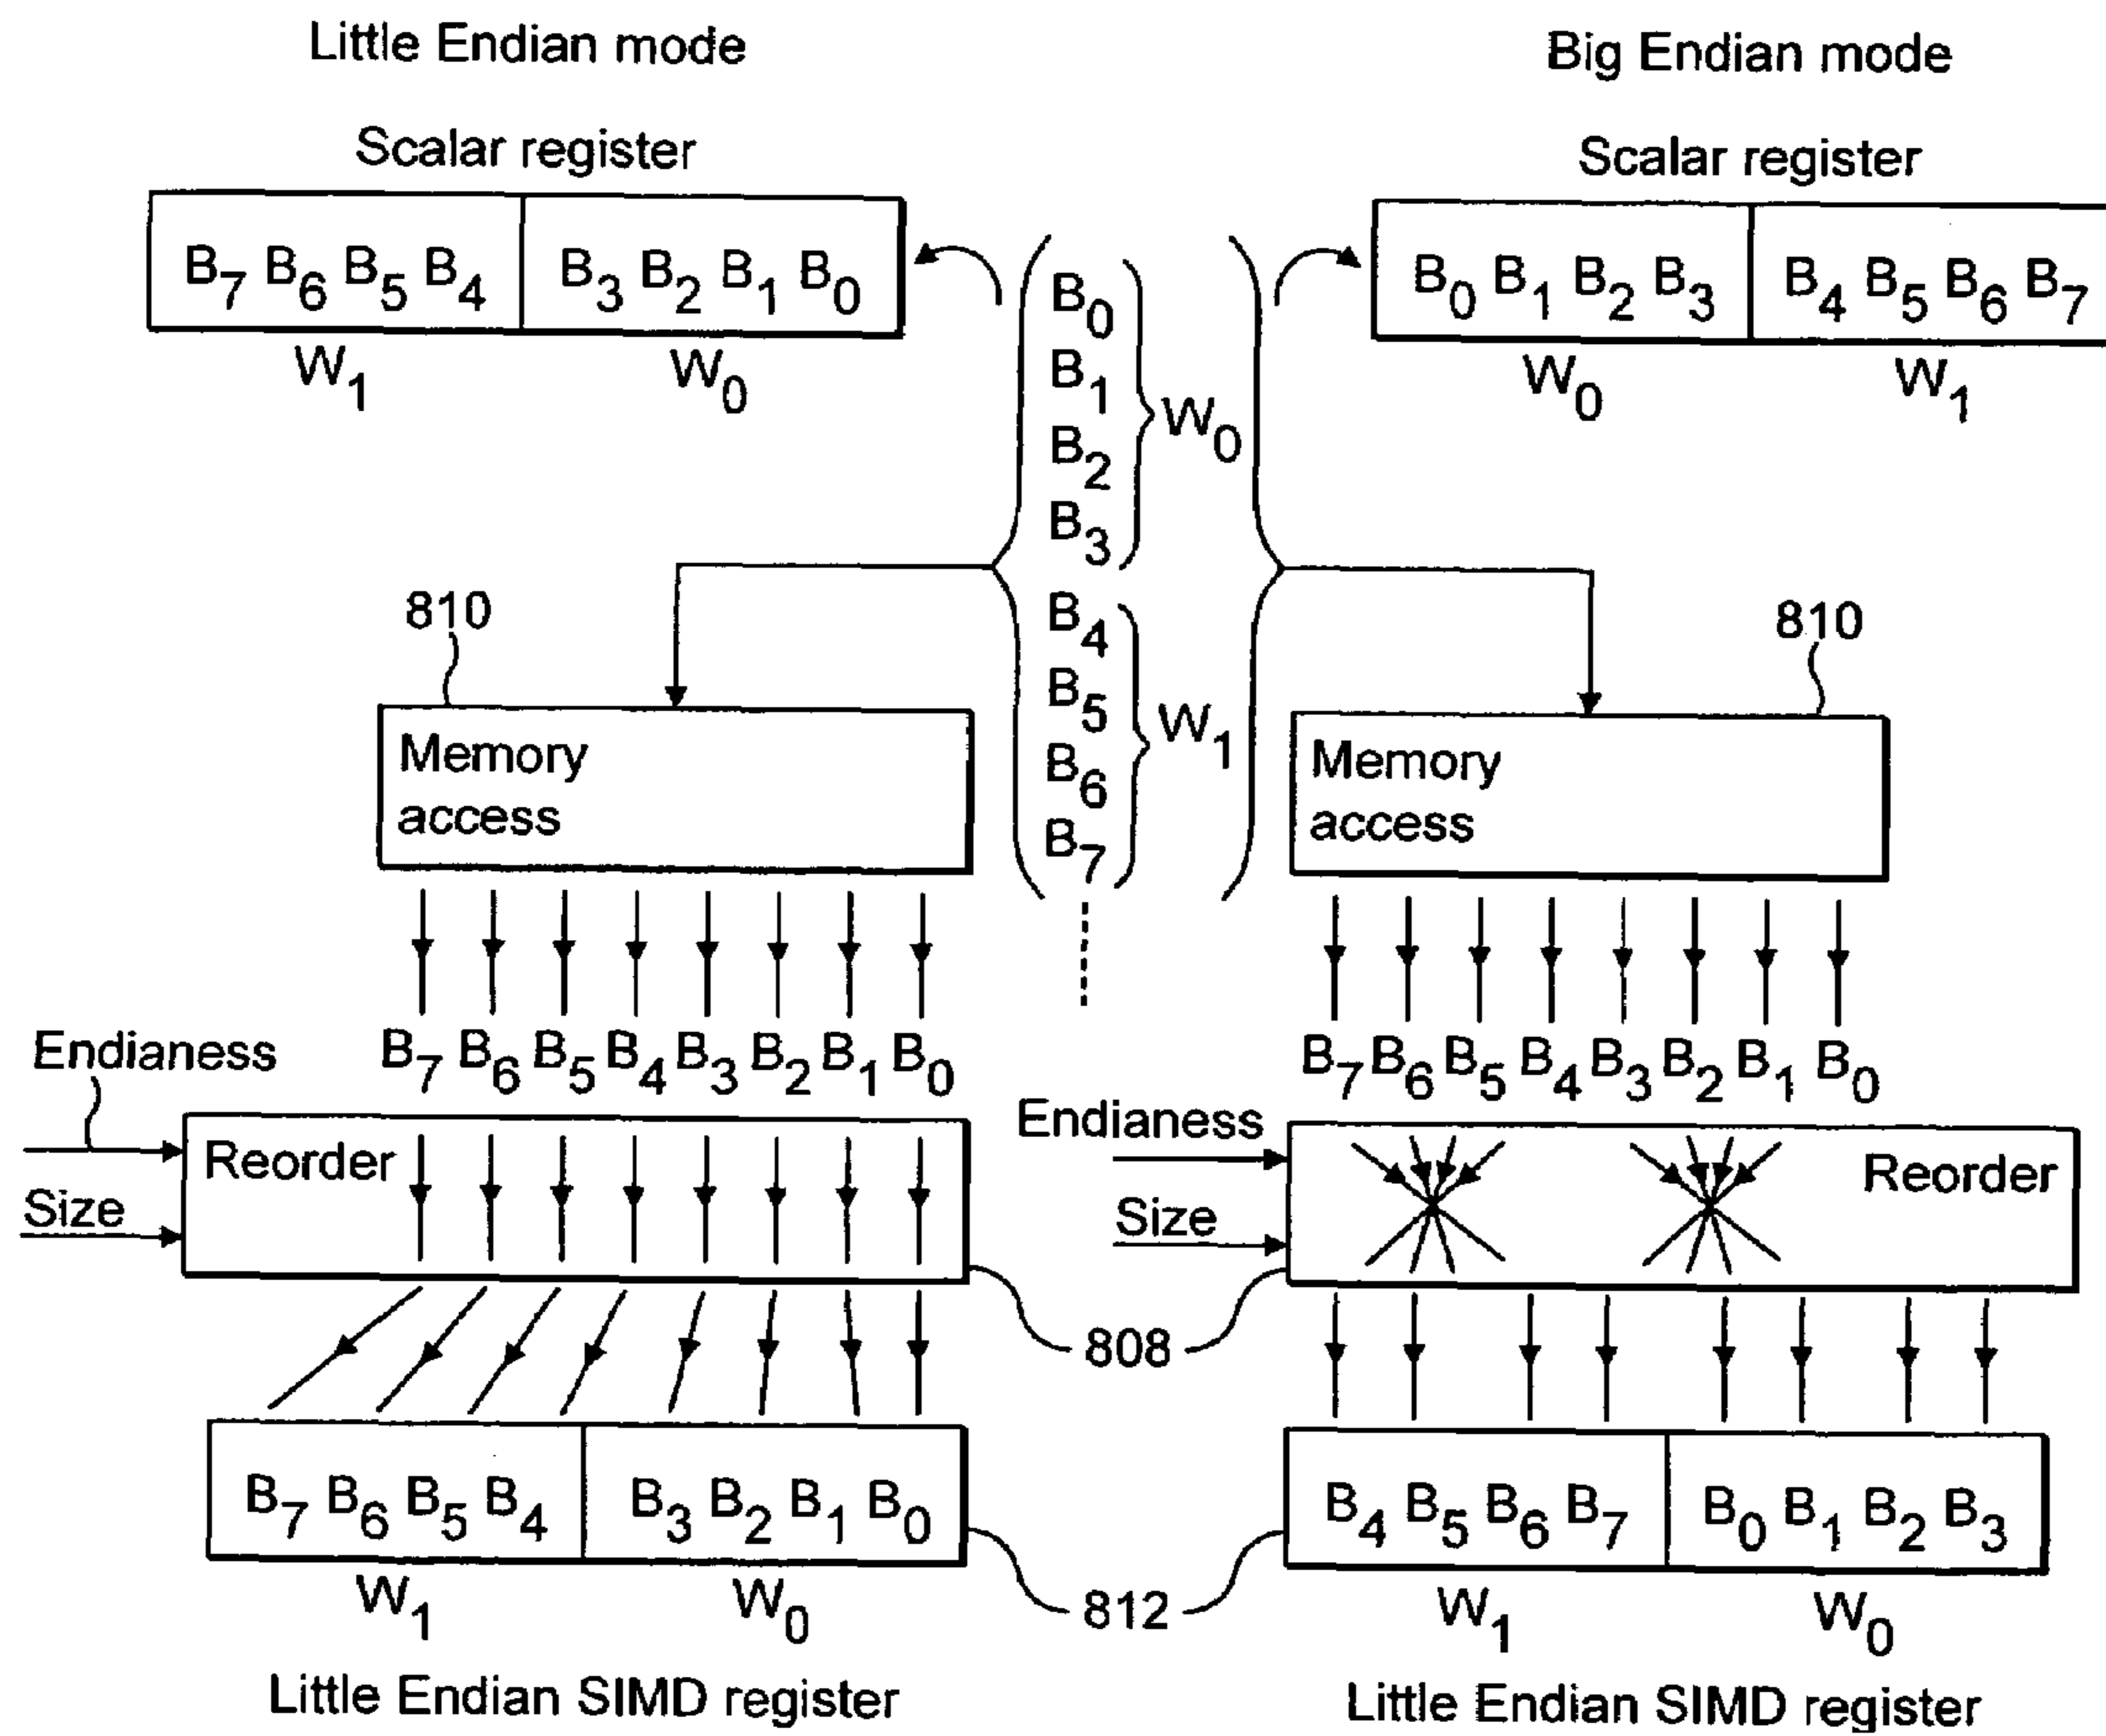 Little Endian mode
Scalar register
B7 B6 B5 B4 B3 B2 B1 B0
W1 W0
Big Endian mode
Scalar register
B0 B1 B2 B3 B4 B5 B6 B7
W0 W1
B0
B1
B2
B3
W0
B4
B5
B6
B7
W1
810
Memory
access
B7 B6 B5 B4 B3 B2 B1 B0
Endianess
Size
Reorder
B7 B6 B5 B4 B3 B2 B1 B0
W1 W0
Little Endian SIMD register
810
Memory
access
B7 B6 B5 B4 B3 B2 B1 B0
Endianess
Size
Reorder
808
B4 B5 B6 B7 B0 B1 B2 B3
812
W1 W0
Little Endian SIMD register